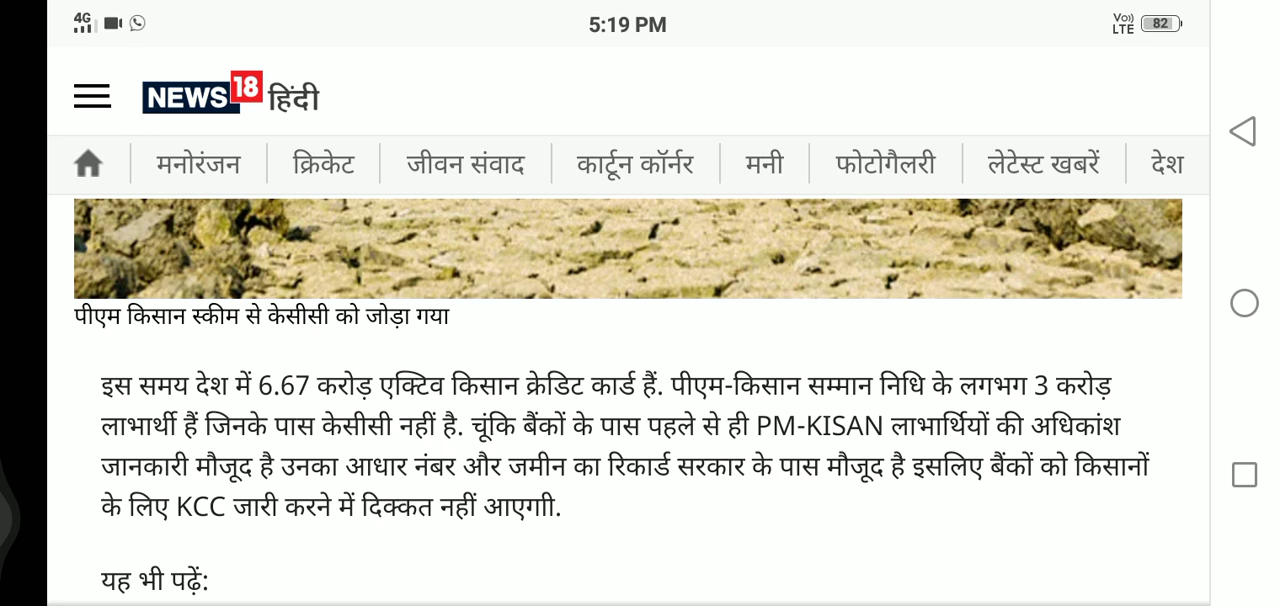 4G
5:19 PM
Vo)) LTE
82
NEWS 18 हिंदी
मनोरंजन क्रिकेट जीवन संवाद कार्टून कॉर्नर मनी फोटोगैलरी लेटेस्ट खबरें देश
पीएम किसान स्कीम से केसीसी को जोड़ा गया
इस समय देश में 6.67 करोड़ एक्टिव किसान क्रेडिट कार्ड हैं. पीएम-किसान सम्मान निधि के लगभग 3 करोड़
लाभार्थी हैं जिनके पास केसीसी नहीं है. चूंकि बैंकों के पास पहले से ही PM-KISAN लाभार्थियों की अधिकांश
जानकारी मौजूद है उनका आधार नंबर और जमीन का रिकार्ड सरकार के पास मौजूद है इसलिए बैंकों को किसानों
के लिए KCC जारी करने में दिक्कत नहीं आएगाी.
यह भी पढ़ें: